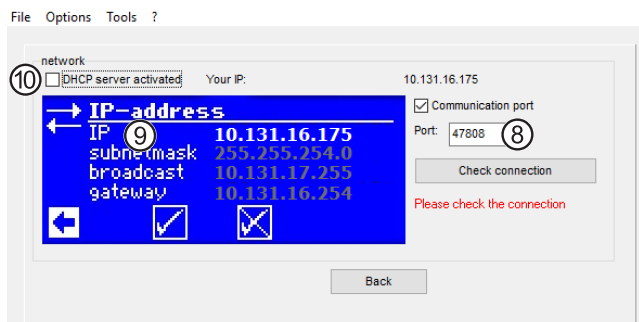 File Options Tools ?
network
⑩ DHCP server activated Your IP: 10.131.16.175
IP-address
Communication port
IP ⑨ 10.131.16.175
Port: 47808 ⑧
subnetmask 255.255.254.0
broadcast 10.131.17.255
Check connection
gateway 10.131.16.254
Please check the connection
Back